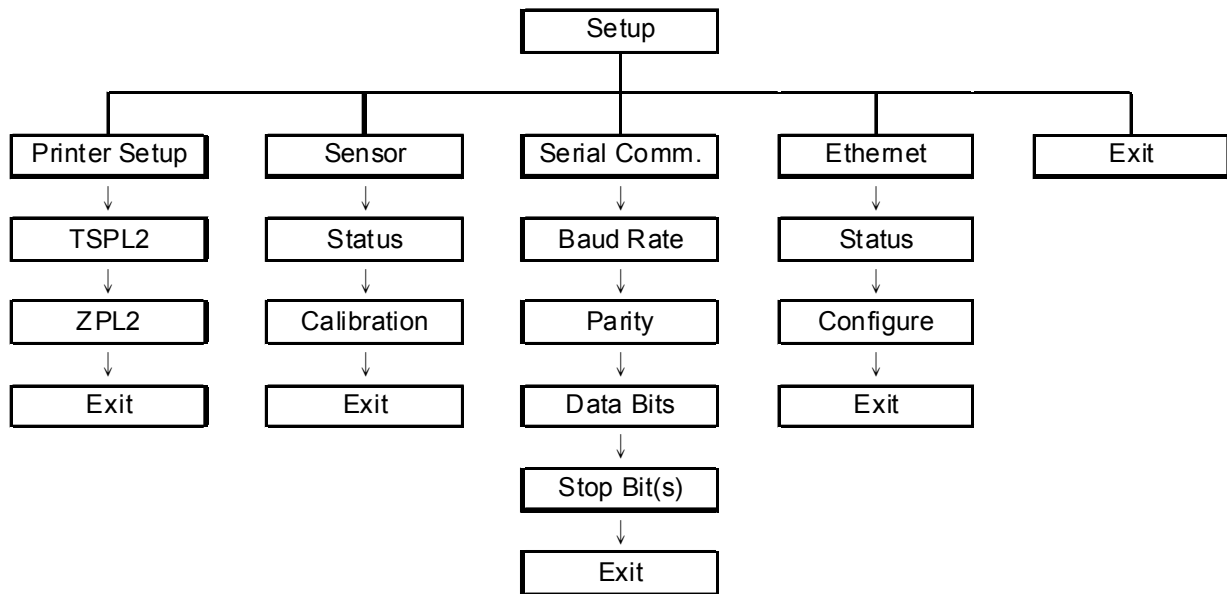 Setup
Printer Setup
Sensor
Serial Comm.
Ethernet
Exit
TSPL2
Status
Baud Rate
Status
ZPL2
Calibration
Parity
Configure
Exit
Exit
Data Bits
Exit
Stop Bit(s)
Exit